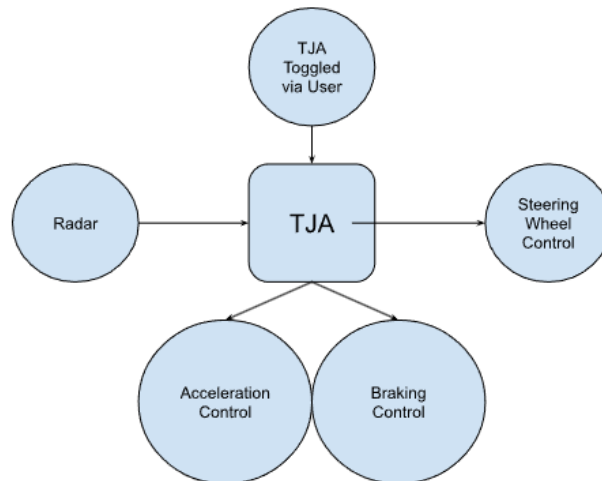 TJA
Toggled
via User
Radar
TJA
Steering
Wheel
Control
Acceleration
Control
Braking
Control